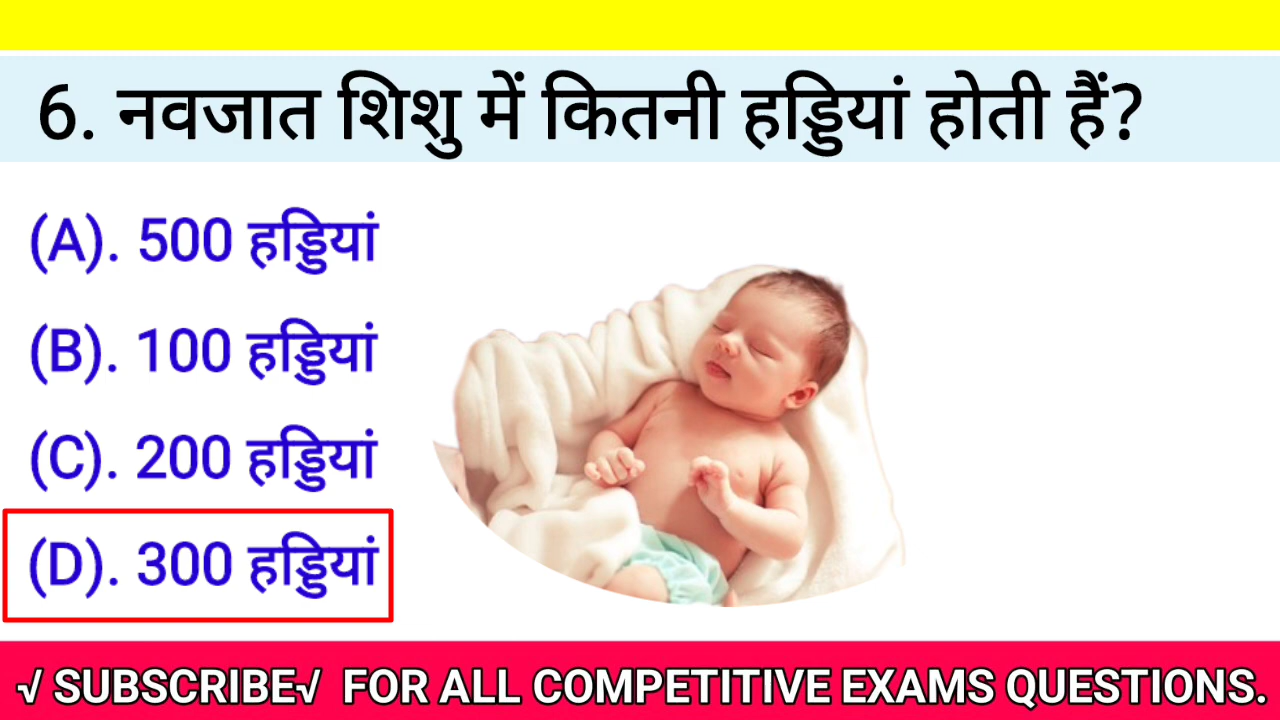 6. नवजात शिशु में कितनी हड्डियां होती हैं?
(A). 500 हड्डियां
(B). 100 हड्डियां
(C). 200 हड्डियां
(D). 300 हड्डियां
√ SUBSCRIBE√ FOR ALL COMPETITIVE EXAMS QUESTIONS.